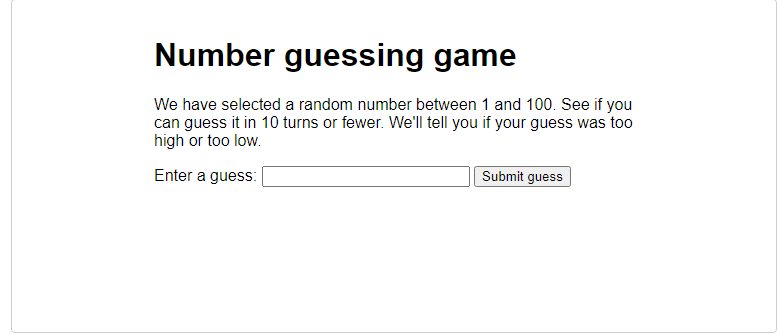 Number guessing game
We have selected a random number between 1 and 100. See if you
can guess it in 10 turns or fewer. We'll tell you if your guess was too
high or too low.
Enter a guess: Submit guess